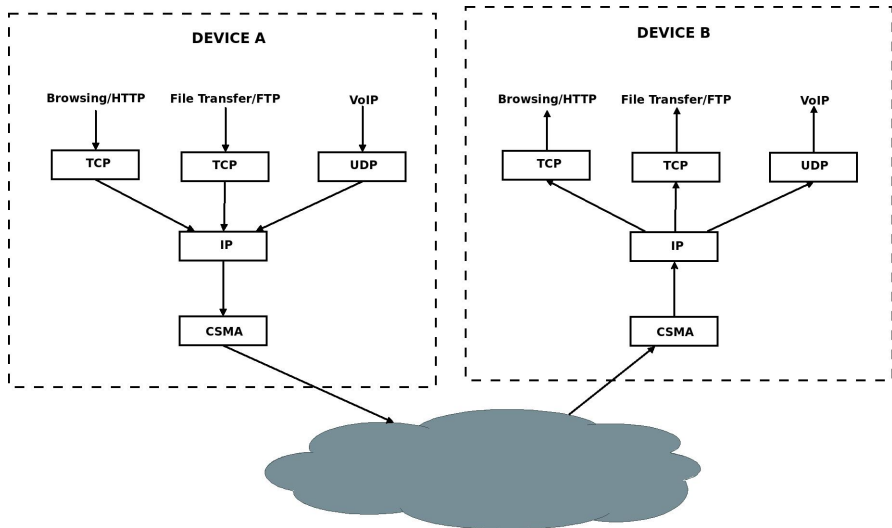 DEVICE A
Browsing/HTTP File Transfer/FTP VoIP
TCP TCP UDP
IP
CSMA
DEVICE B
Browsing/HTTP File Transfer/FTP VoIP
TCP TCP UDP
IP
CSMA